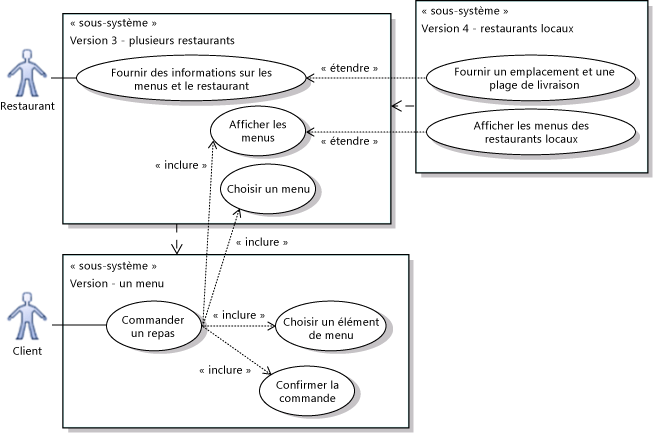 « sous-système »
Version 3 - plusieurs restaurants
« sous-système »
Version 4 - restaurants locaux
Restaurant
Fournir des informations sur les
menus et le restaurant
« étendre »
Fournir un emplacement et une
plage de livraison
Afficher les
menus
« étendre »
Afficher les menus des
restaurants locaux
« inclure »
Choisir un menu
« inclure »
« sous-système »
Version - un menu
Client
Commander
un repas
« inclure »
Choisir un élément
de menu
« inclure »
Confirmer la
commande